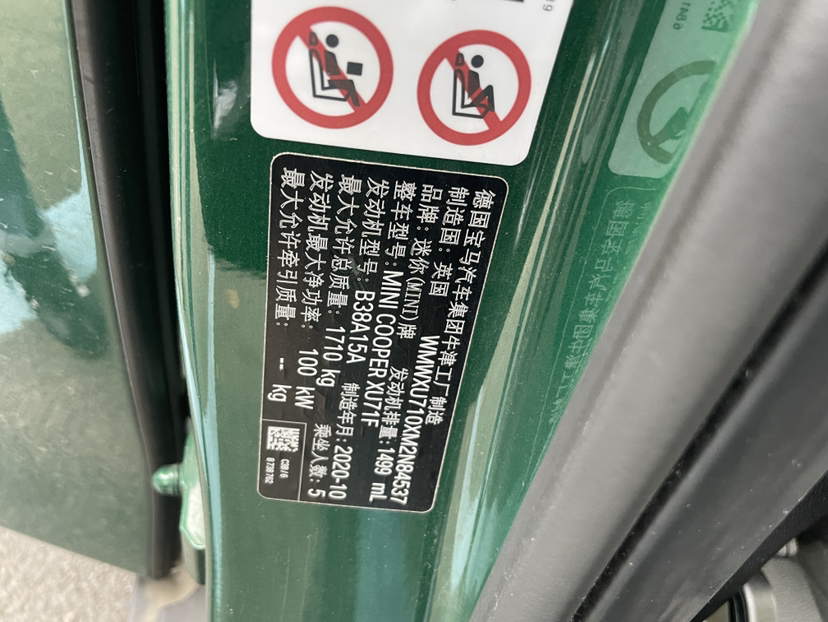 德国宝马汽车集团牛津工厂 制造
制造国：英国 WMWXU710XM2N84537
品牌：迷你(MINI)牌 发动机排量：1499 mL
整车型号：MINI COOPER XU71F
发动机型号：B38A15A 制造年月：2020-10
最大允许总质量：1710 kg 乘坐人数：5
发动机最大净功率：100 kW
最大允许牵引质量：-- kg